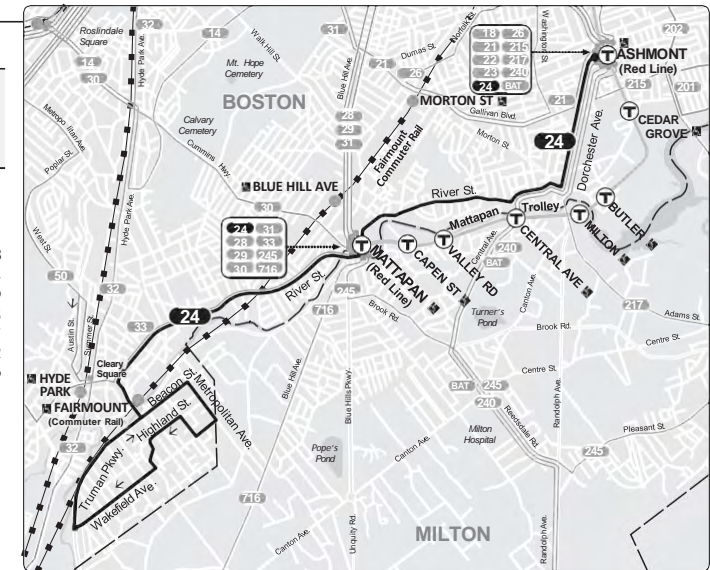 Roslindale
Square
32
Hyde Park Ave.
14
Walk Hill St.
31
Blue Hill Ave.
21
Dumas St.
Norfolk St.
26
18 26
21 215
22 217
23 240
24 BAT
Washington St.
202
ASHMONT
(Red Line)
14
30
Mt. Hope
Cemetery
BOSTON
MORTON ST
Gallivan Blvd.
21
215
201
Metropolitan Ave.
Poplar St.
Calvary
Cemetery
Cummins Hwy.
28
29
31
Fairmount
Commuter Rail
Morton St.
24
Dorchester Ave.
CEDAR
GROVE
Hyde Park Ave.
BLUE HILL AVE
River St.
30
24 31
28 33
29 245
30 716
Mattapan
Trolley
BUTLER
MILTON
CENTRAL AVE
VALLEY RD
CAPEN ST
MATTAPAN
(Red Line)
West St.
50
32
River St.
Central Ave.
240
BAT
Canton Ave.
217
Adams St.
245
716
Brook Rd.
Turner's
Pond
Brook Rd.
Centre St.
Austin St.
Summer St.
33
24
Cleary
Square
HYDE
PARK
FAIRMOUNT
(Commuter Rail)
Beacon St.
Metropolitan Ave.
Highland St.
Truman Pkwy.
Wakefield Ave.
32
Blue Hill Ave.
Blue Hills Pkwy.
Centre St.
BAT 245
240
Randolph Ave.
Reedsdale Rd.
Milton
Hospital
Pleasant St.
245
Pope's
Pond
Canton Ave.
716
Canton Ave.
Unquity Rd.
MILTON
Randolph Ave.